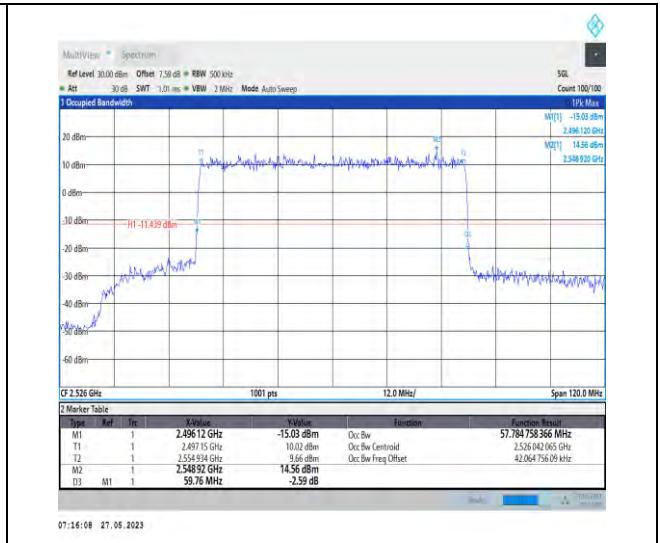 MultiView Spectrum
Ref Level 30.00 dBm Offset 7.59 dB RBW 500 kHz SGL
Att 30 dB SWT 1.01 ms VBW 2 MHz Mode Auto Sweep Count 100/100
1 Occupied Bandwidth 1Pk Max
M1[1] -15.03 dBm
2.496 120 GHz
M2[1] 14.56 dBm
2.548 920 GHz
20 dBm
10 dBm
0 dBm
-10 dBm
H1 -11.439 dBm
-20 dBm
-30 dBm
-40 dBm
-50 dBm
-60 dBm
T1
T2
CF 2.526 GHz 1001 pts 12.0 MHz/ Span 120.0 MHz
2 Marker Table
Type Ref Trc X-Value Y-Value Function Function Result
M1 1 2.496 12 GHz -15.03 dBm Occ Bw 57.784 758 366 MHz
T1 1 2.497 15 GHz 10.02 dBm Occ Bw Centroid 2.526 042 065 GHz
T2 1 2.554 934 GHz 9.66 dBm Occ Bw Freq Offset 42.064 756 09 kHz
M2 1 2.548 92 GHz 14.56 dBm
D3 M1 1 59.76 MHz -2.59 dB
07:16:08 27.05.2023